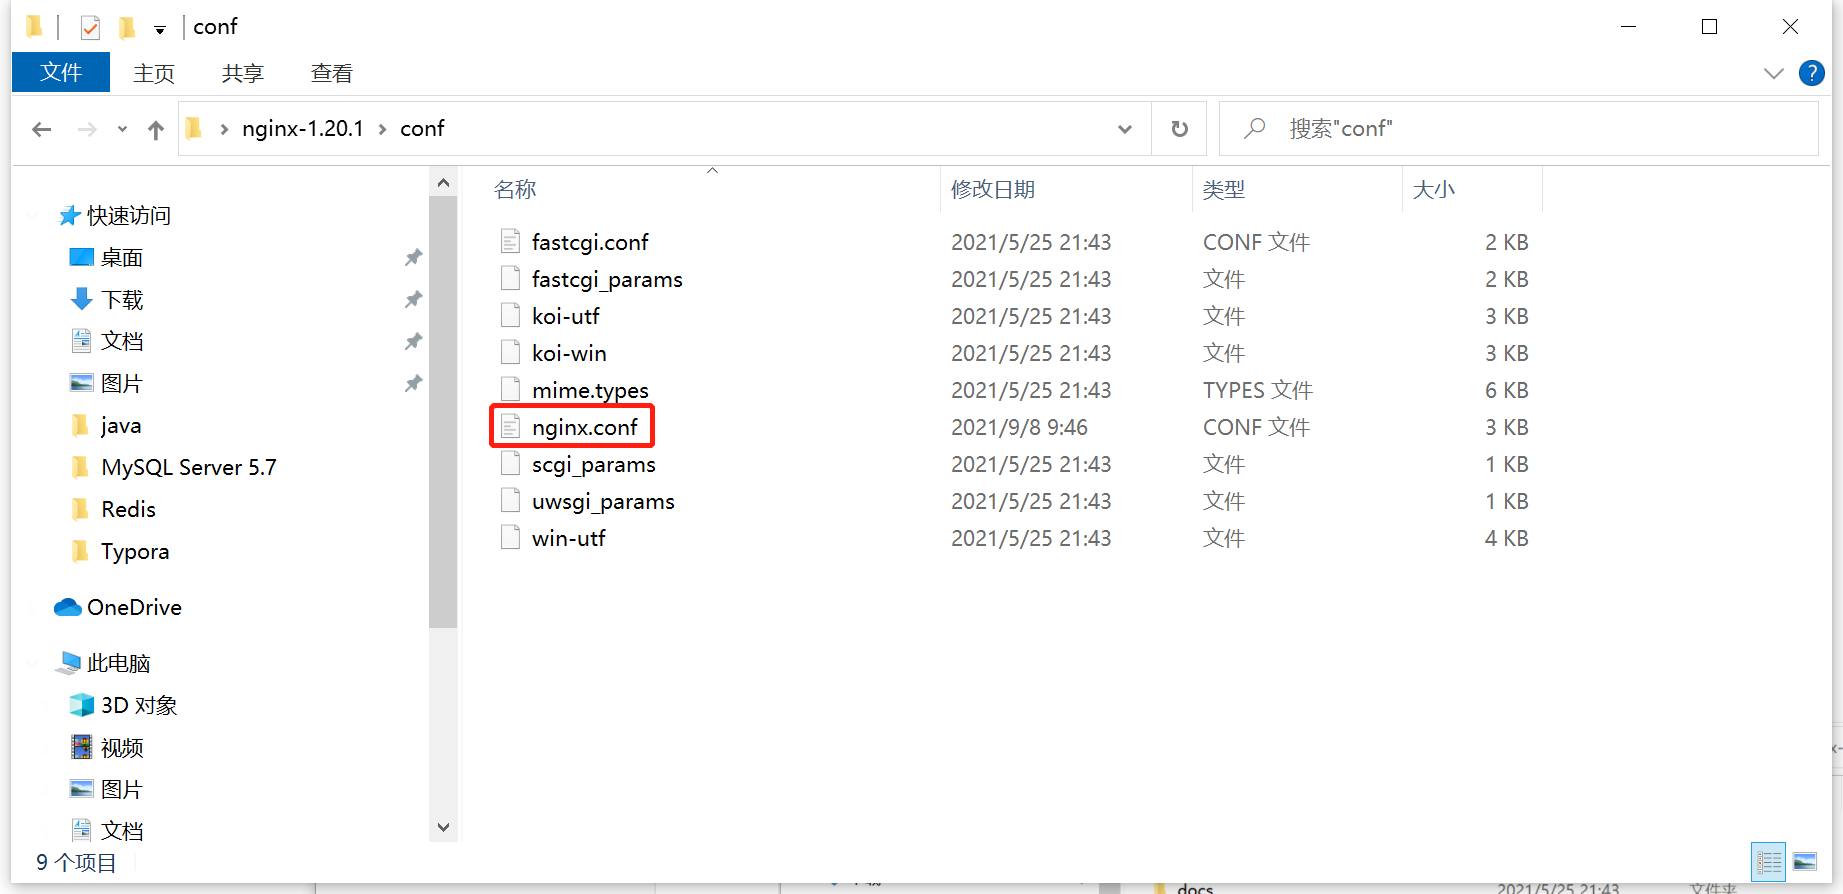 conf
文件 主页 共享 查看 ?
nginx-1.20.1 conf 搜索"conf"
名称 修改日期 类型 大小
快速访问
桌面
下载
文档
图片
java
MySQL Server 5.7
Redis
Typora
OneDrive
此电脑
3D 对象
视频
图片
文档
fastcgi.conf 2021/5/25 21:43 CONF 文件 2 KB
fastcgi_params 2021/5/25 21:43 文件 2 KB
koi-utf 2021/5/25 21:43 文件 3 KB
koi-win 2021/5/25 21:43 文件 3 KB
mime.types 2021/5/25 21:43 TYPES 文件 6 KB
nginx.conf 2021/9/8 9:46 CONF 文件 3 KB
scgi_params 2021/5/25 21:43 文件 1 KB
uwsgi_params 2021/5/25 21:43 文件 1 KB
win-utf 2021/5/25 21:43 文件 4 KB
9 个项目
docs 2021/5/25 21:43 文件夹